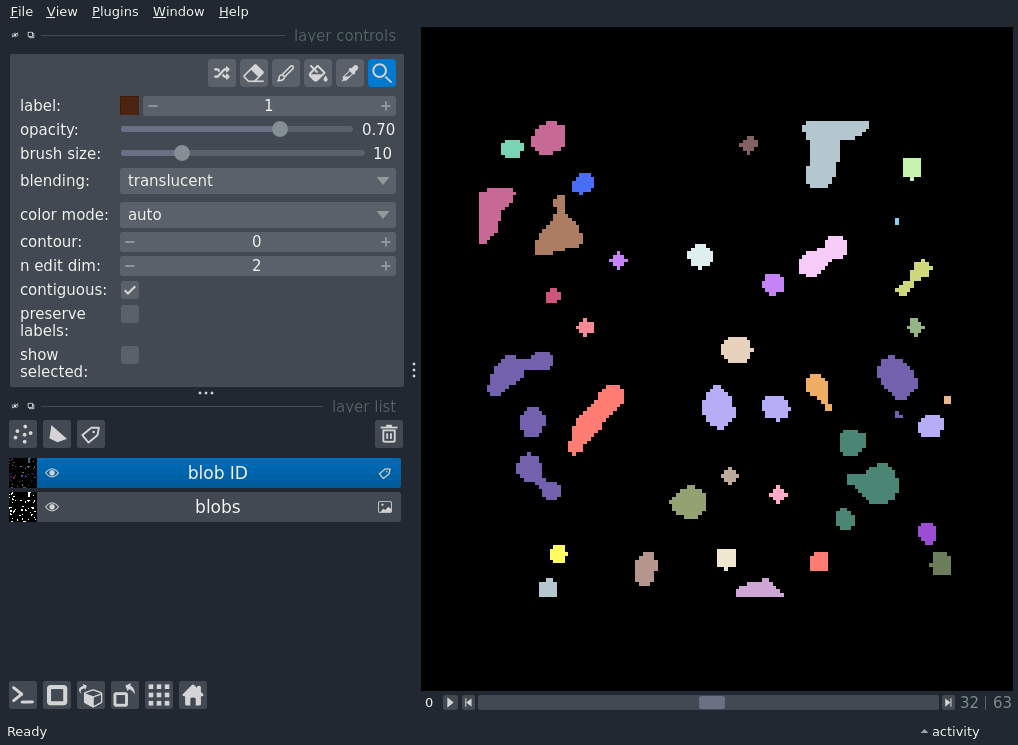 File View Plugins Window Help
layer controls
label: 1
opacity: 0.70
brush size: 10
blending: translucent
color mode: auto
contour: 0
n edit dim: 2
contiguous:
preserve
labels:
show
selected:
layer list
blob ID
blobs
0 32 | 63
Ready activity